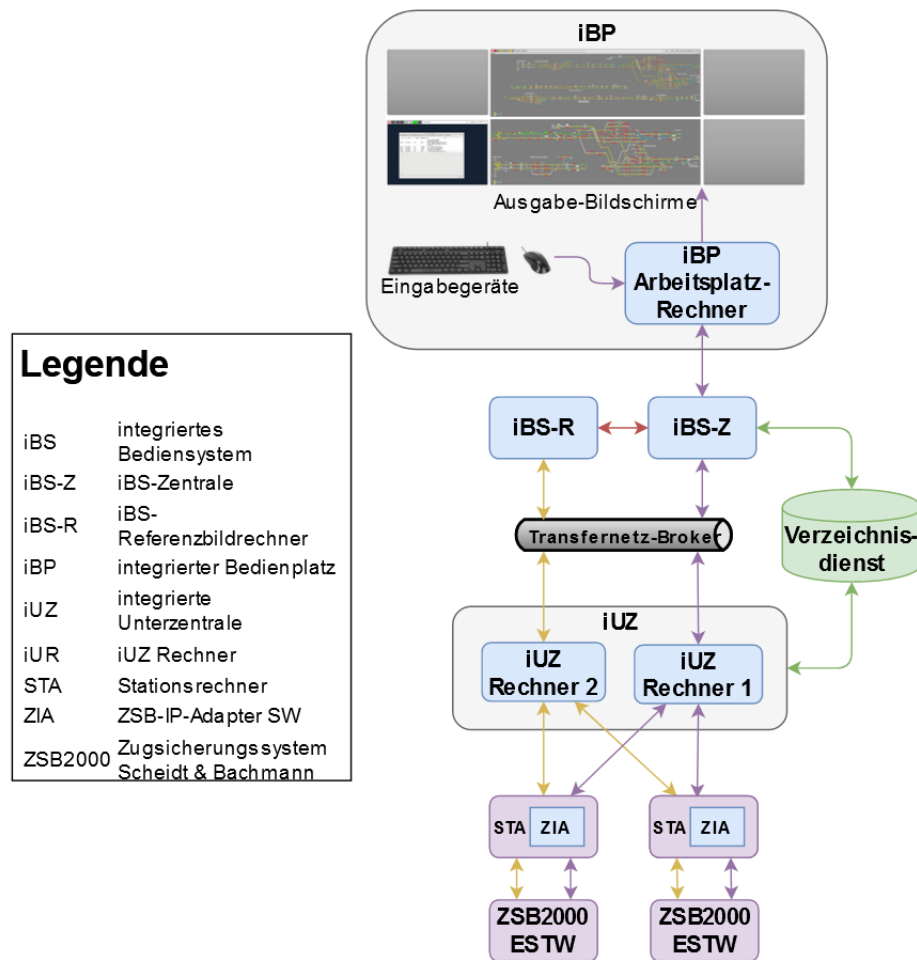 iBP
Ausgabe-Bildschirme
Eingabegeräte
iBP
Arbeitsplatz-
Rechner
Legende
iBS integriertes
Bediensystem
iBS-Z iBS-Zentrale
iBS-R iBS-
Referenzbildrechner
iBP integrierter Bedienplatz
iUZ integrierte
Unterzentrale
iUR iUZ Rechner
STA Stationsrechner
ZIA ZSB-IP-Adapter SW
ZSB2000 Zugsicherungssystem
Scheidt & Bachmann
iBS-R
iBS-Z
Transfernetz-Broker
Verzeichnis-
dienst
iUZ
iUZ
Rechner 2
iUZ
Rechner 1
STA ZIA
STA ZIA
ZSB2000
ESTW
ZSB2000
ESTW